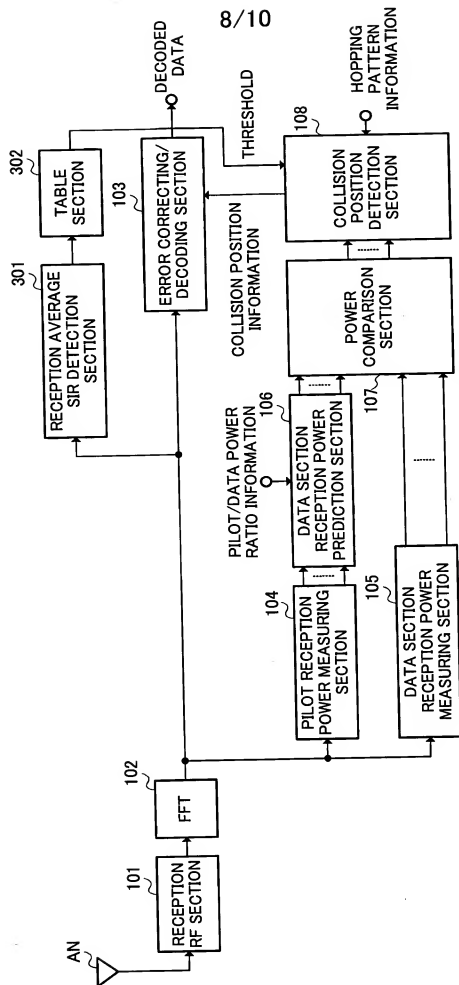 8/10
AN
101
RECEPTION
RF SECTION
102
FFT
301
RECEPTION AVERAGE
SIR DETECTION
SECTION
302
TABLE
SECTION
103
ERROR CORRECTING/
DECODING SECTION
DECODED
DATA
THRESHOLD
COLLISION POSITION
INFORMATION
PILOT/DATA POWER
RATIO INFORMATION
104
PILOT RECEPTION
POWER MEASURING
SECTION
106
DATA SECTION
RECEPTION POWER
PREDICTION SECTION
105
DATA SECTION
RECEPTION POWER
MEASURING SECTION
107
POWER
COMPARISON
SECTION
108
COLLISION
POSITION
DETECTION
SECTION
HOPPING
PATTERN
INFORMATION